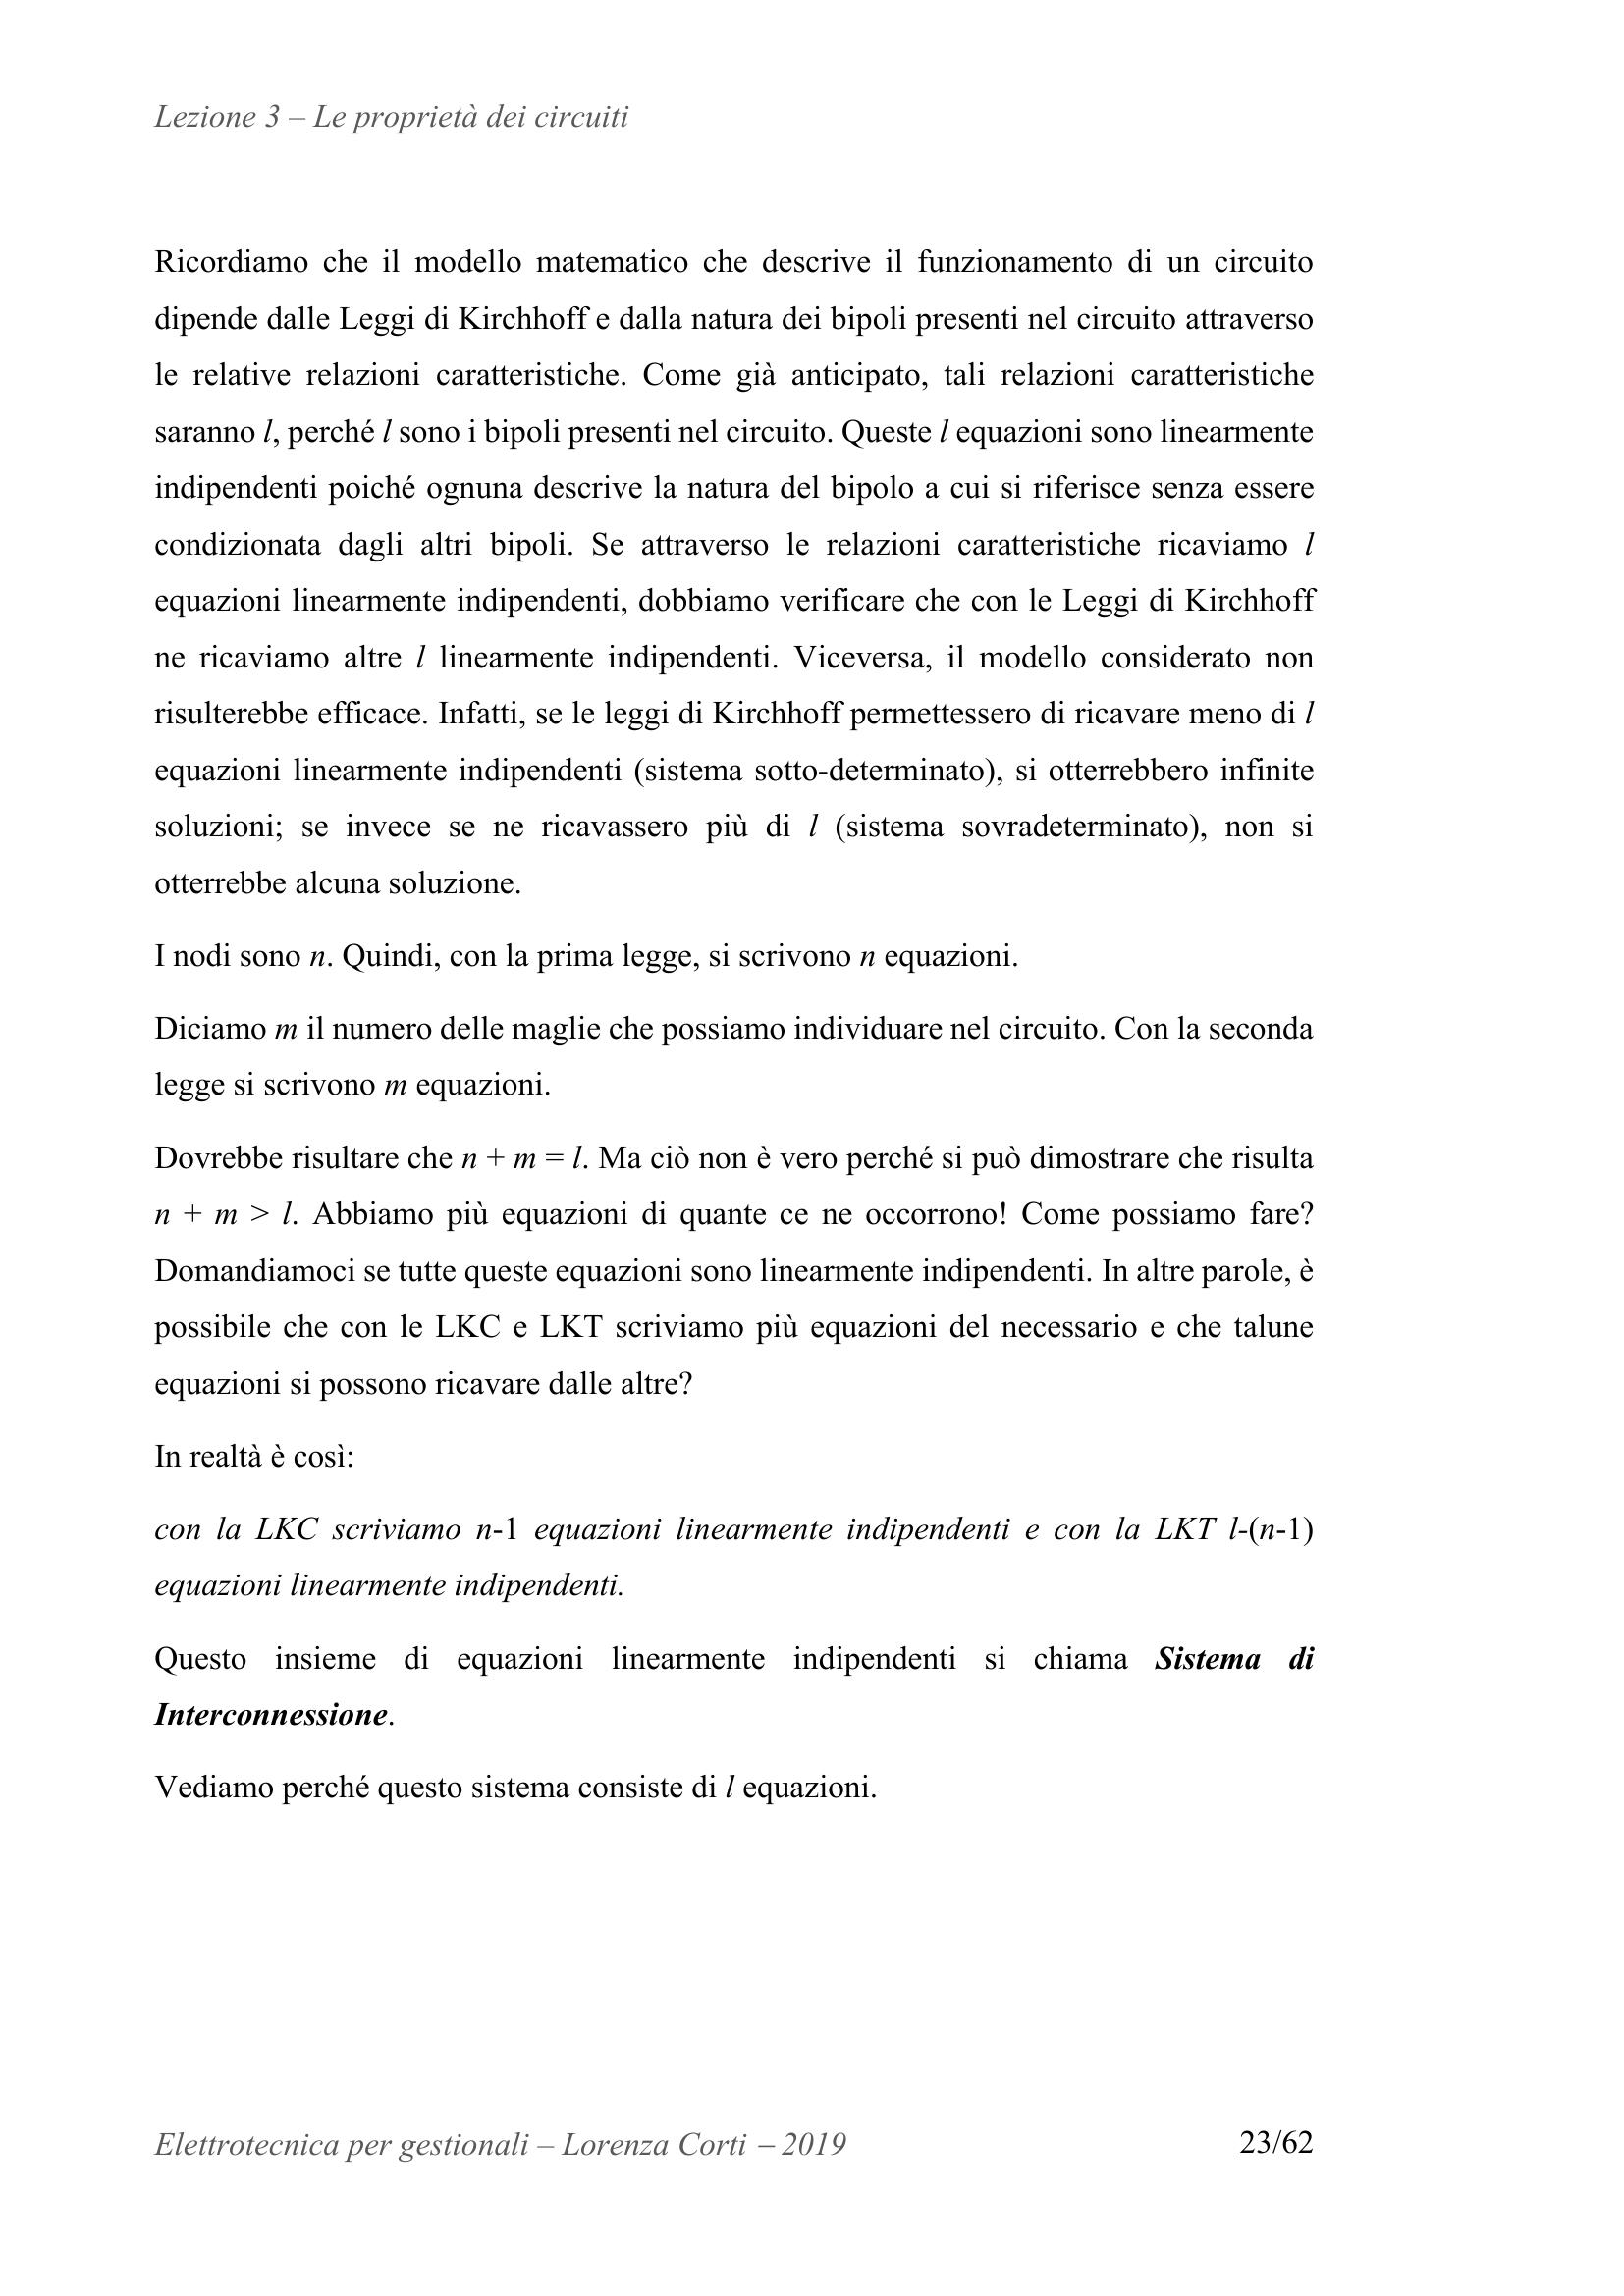 Lezione 3 – Le proprietà dei circuiti
Ricordiamo che il modello matematico che descrive il funzionamento di un circuito
dipende dalle Leggi di Kirchhoff e dalla natura dei bipoli presenti nel circuito attraverso
le relative relazioni caratteristiche. Come già anticipato, tali relazioni caratteristiche
saranno l, perché l sono i bipoli presenti nel circuito. Queste l equazioni sono linearmente
indipendenti poiché ognuna descrive la natura del bipolo a cui si riferisce senza essere
condizionata dagli altri bipoli. Se attraverso le relazioni caratteristiche ricaviamo l
equazioni linearmente indipendenti, dobbiamo verificare che con le Leggi di Kirchhoff
ne ricaviamo altre l linearmente indipendenti. Viceversa, il modello considerato non
risulterebbe efficace. Infatti, se le leggi di Kirchhoff permettessero di ricavare meno di l
equazioni linearmente indipendenti (sistema sotto-determinato), si otterrebbero infinite
soluzioni; se invece se ne ricavassero più di l (sistema sovradeterminato), non si
otterrebbe alcuna soluzione.
I nodi sono n. Quindi, con la prima legge, si scrivono n equazioni.
Diciamo m il numero delle maglie che possiamo individuare nel circuito. Con la seconda
legge si scrivono m equazioni.
Dovrebbe risultare che n + m = l. Ma ciò non è vero perché si può dimostrare che risulta
n + m > l. Abbiamo più equazioni di quante ce ne occorrono! Come possiamo fare?
Domandiamoci se tutte queste equazioni sono linearmente indipendenti. In altre parole, è
possibile che con le LKC e LKT scriviamo più equazioni del necessario e che talune
equazioni si possono ricavare dalle altre?
In realtà è così:
con la LKC scriviamo n-1 equazioni linearmente indipendenti e con la LKT l-(n-1)
equazioni linearmente indipendenti.
Questo insieme di equazioni linearmente indipendenti si chiama Sistema di
Interconnessione.
Vediamo perché questo sistema consiste di l equazioni.
Elettrotecnica per gestionali – Lorenza Corti – 2019
23/62